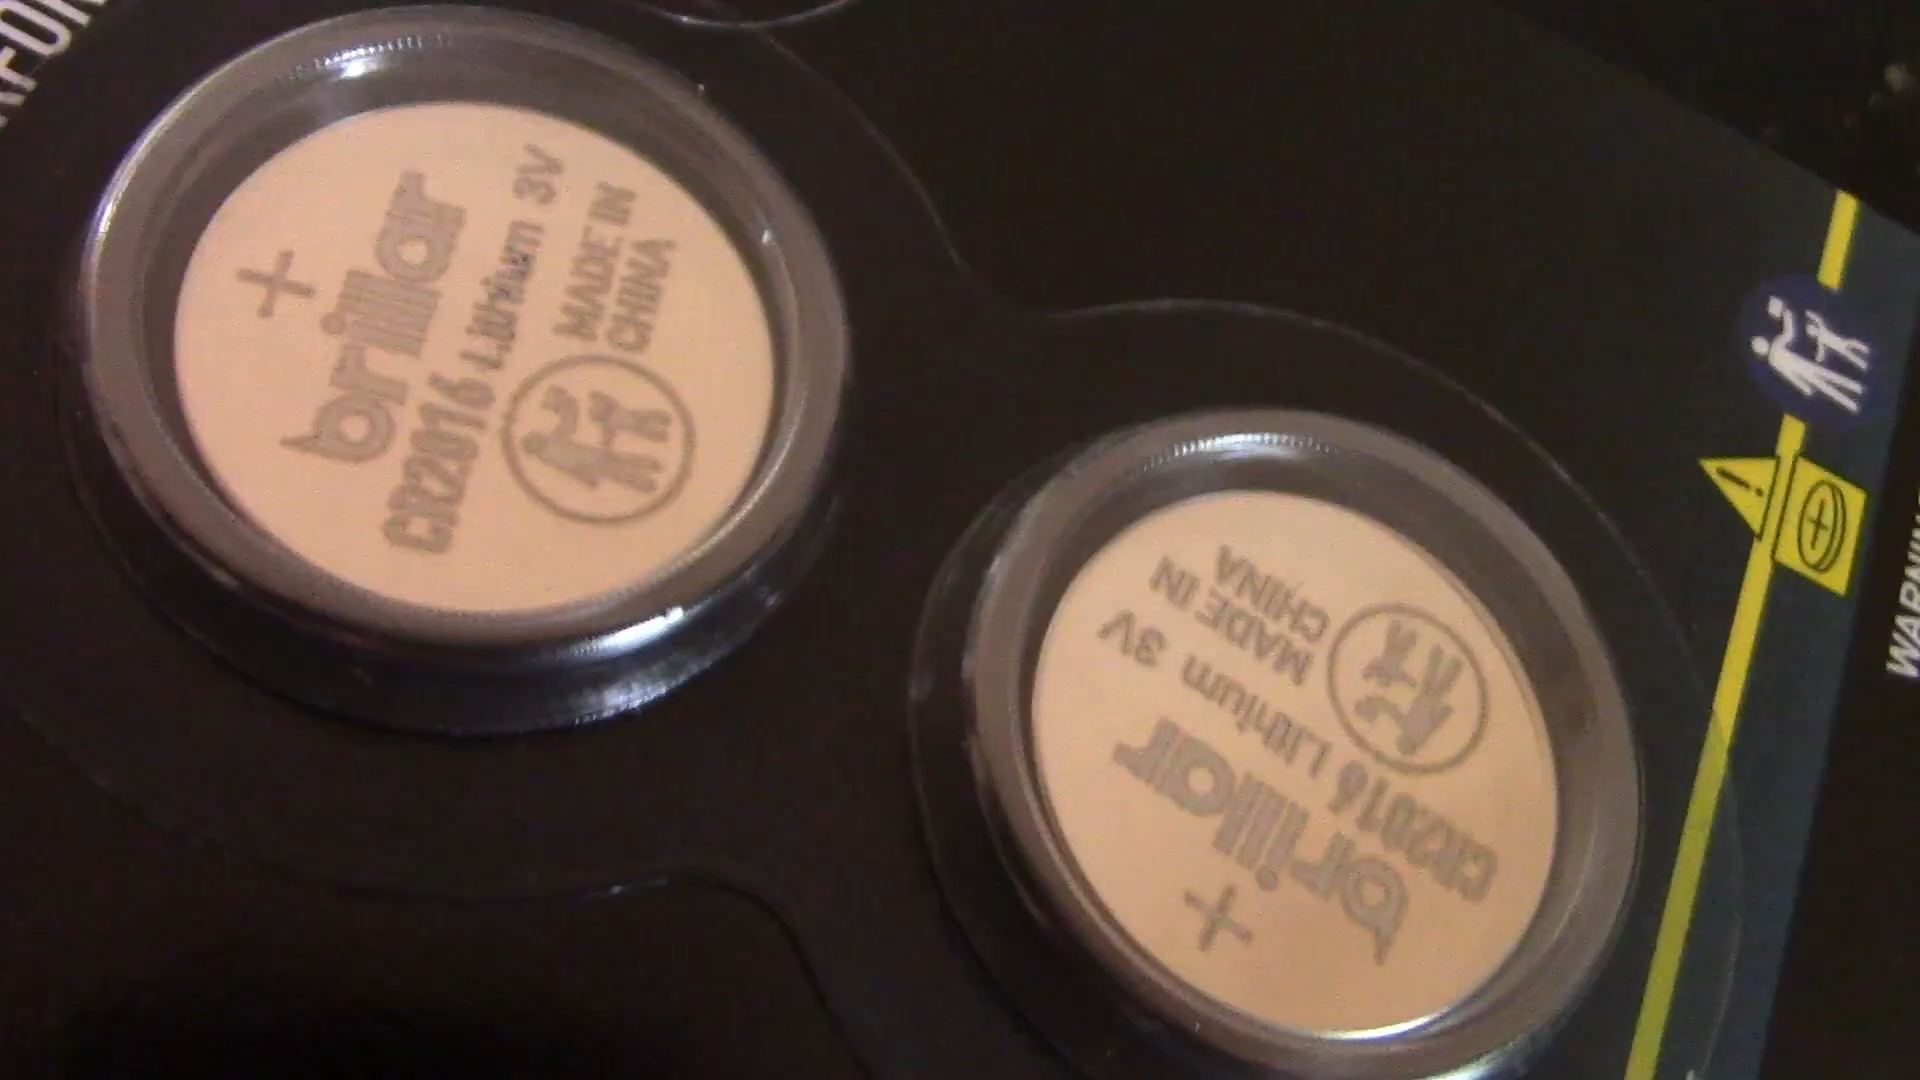 +
brillar
CR2016 Lithium 3V
MADE IN
CHINA
+
brillar
CR2016 Lithium 3V
MADE IN
CHINA